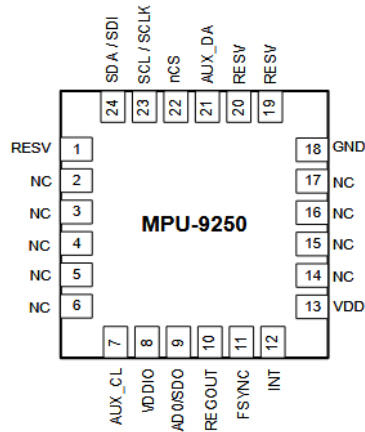 SDA / SDI
SCL / SCLK
nCS
AUX_DA
RESV
RESV
24
23
22
21
20
19
RESV 1
18 GND
NC 2
17 NC
NC 3
16 NC
MPU-9250
NC 4
15 NC
NC 5
14 NC
NC 6
13 VDD
7
8
9
10
11
12
AUX_CL
VDDIO
AD0/SDO
REGOUT
FSYNC
INT